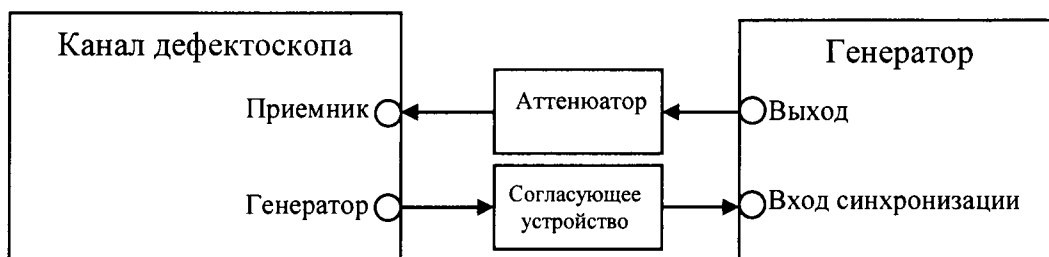 Канал дефектоскопа
Генератор
Приемник
Аттенюатор
Выход
Генератор
Согласующее
устройство
Вход синхронизации